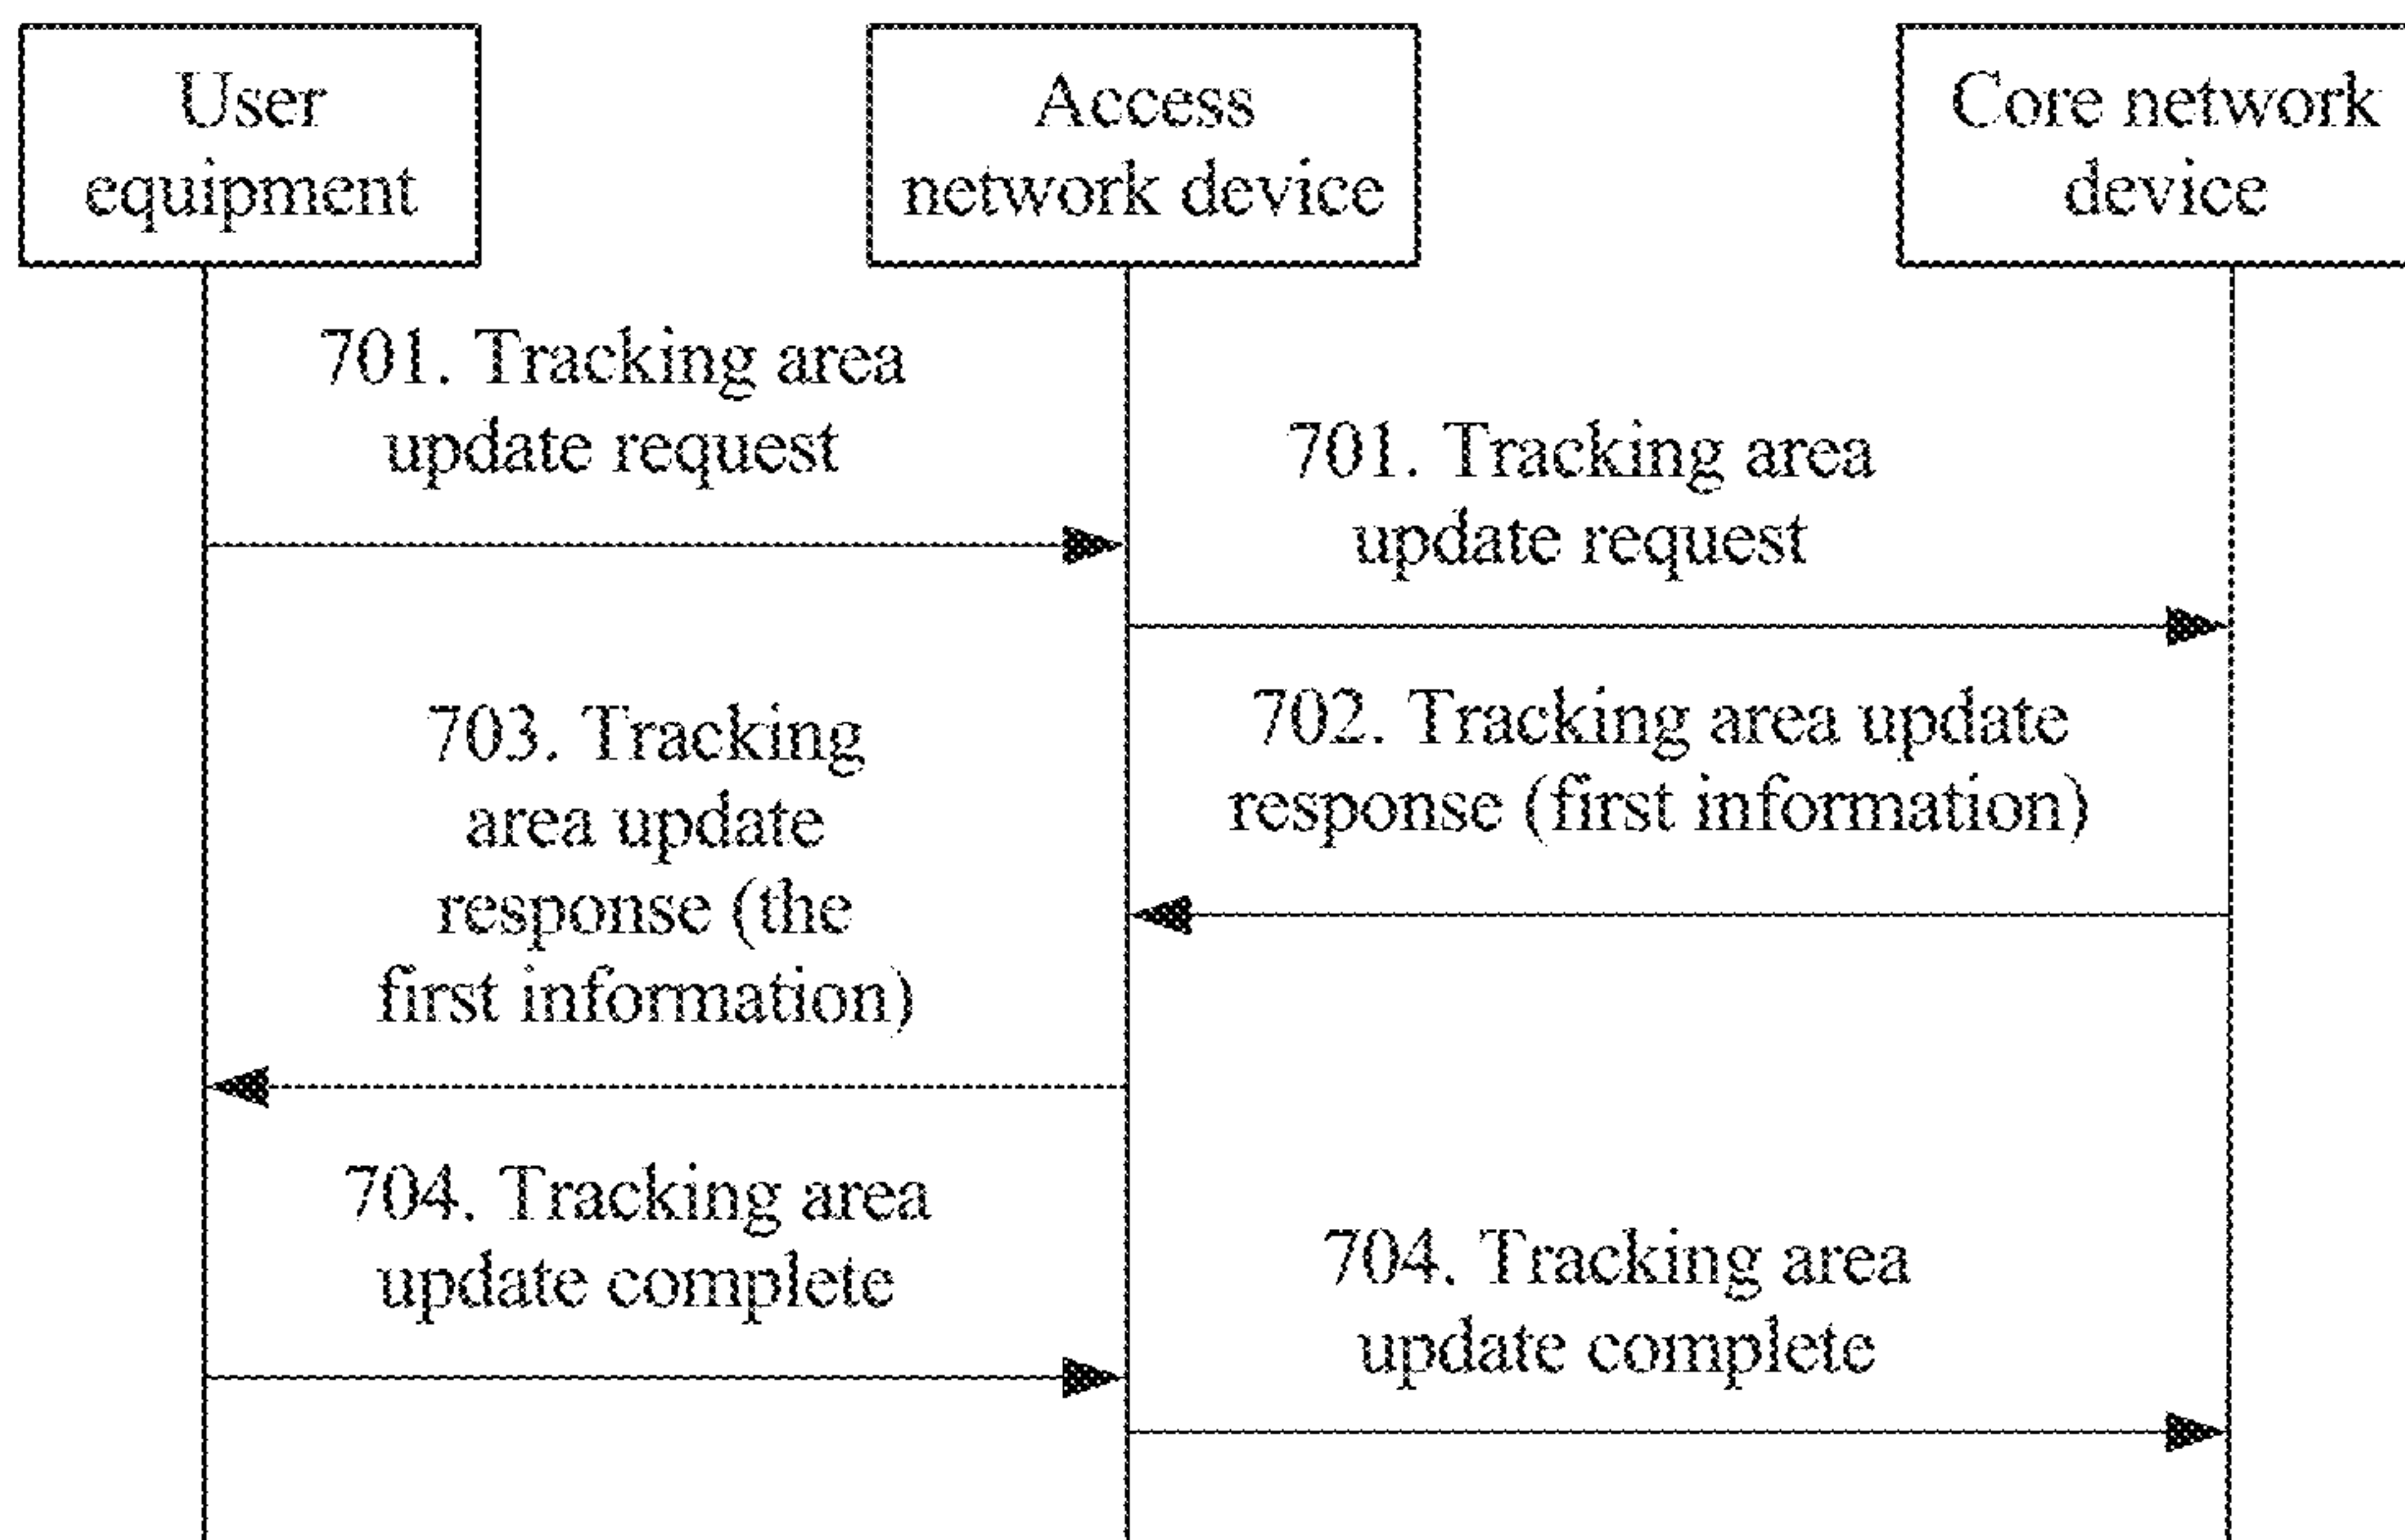 User
equipment
Access
network device
Core network
device
701. Tracking area
update request
701. Tracking area
update request
702. Tracking area update
response (first information)
703. Tracking
area update
response (the
first information)
704. Tracking area
update complete
704. Tracking area
update complete